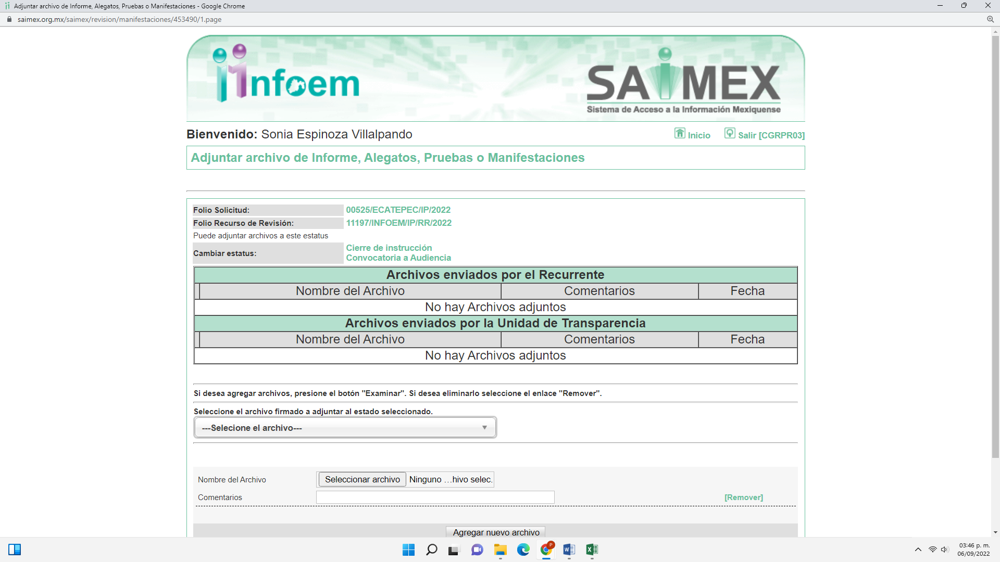 Adjuntar archivo de Informe, Alegatos, Pruebas o Manifestaciones - Google Chrome
saimex.org.mx/saimex/revision/manifestaciones/453490/1.page
infoem
SAIMEX
Sistema de Acceso a la Información Mexiquense
Bienvenido: Sonia Espinoza Villalpando
Inicio
Salir [CGRPR03]
Adjuntar archivo de Informe, Alegatos, Pruebas o Manifestaciones
Folio Solicitud: 00525/ECATEPEC/IP/2022
Folio Recurso de Revisión: 11197/INFOEM/IP/RR/2022
Puede adjuntar archivos a este estatus
Cambiar estatus: Cierre de instrucción
Convocatoria a Audiencia
Archivos enviados por el Recurrente
Nombre del Archivo Comentarios Fecha
No hay Archivos adjuntos
Archivos enviados por la Unidad de Transparencia
Nombre del Archivo Comentarios Fecha
No hay Archivos adjuntos
Si desea agregar archivos, presione el botón "Examinar". Si desea eliminarlo seleccione el enlace "Remover".
Seleccione el archivo firmado a adjuntar al estado seleccionado.
---Selecione el archivo---
Nombre del Archivo Seleccionar archivo Ninguno ...hivo selec.
Comentarios [Remover]
Agregar nuevo archivo
P
03:46 p. m.
06/09/2022